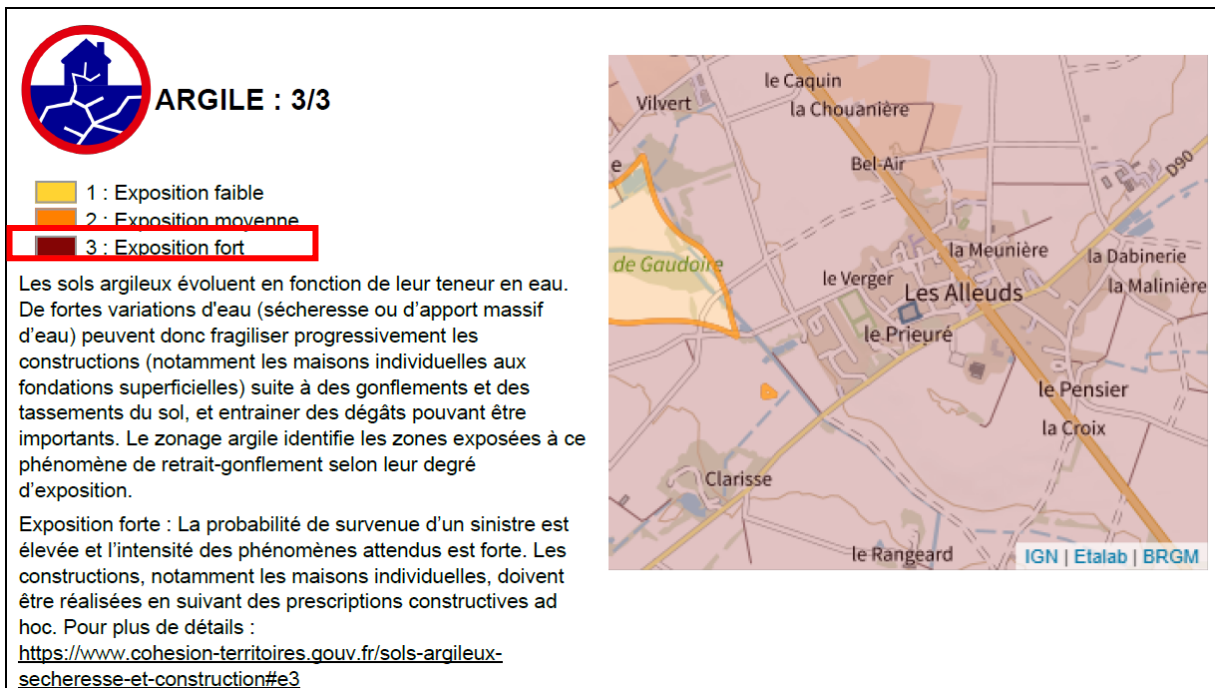 ARGILE : 3/3
1 : Exposition faible
2 : Exposition moyenne
3 : Exposition fort
Les sols argileux évoluent en fonction de leur teneur en eau.
De fortes variations d'eau (sécheresse ou d’apport massif
d’eau) peuvent donc fragiliser progressivement les
constructions (notamment les maisons individuelles aux
fondations superficielles) suite à des gonflements et des
tassements du sol, et entrainer des dégâts pouvant être
importants. Le zonage argile identifie les zones exposées à ce
phénomène de retrait-gonflement selon leur degré
d’exposition.
Exposition forte : La probabilité de survenue d’un sinistre est
élevée et l’intensité des phénomènes attendus est forte. Les
constructions, notamment les maisons individuelles, doivent
être réalisées en suivant des prescriptions constructives ad
hoc. Pour plus de détails :
https://www.cohesion-territoires.gouv.fr/sols-argileux-
secheresse-et-construction#e3
le Caquin
Vilvert
la Chouanière
e
Bel-Air
D90
la Meunière
la Dabinerie
de Gaudoire
le Verger
Les Alleuds
la Malinière
le Prieuré
le Pensier
la Croix
Clarisse
le Rangeard
IGN | Etalab | BRGM